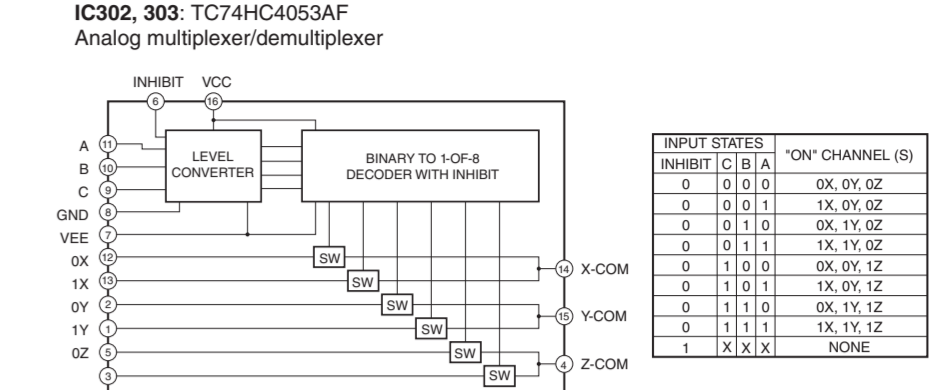 IC302, 303: TC74HC4053AF
Analog multiplexer/demultiplexer
INHIBIT VCC
6 16
A 11
B 10
C 9
GND 8
VEE 7
0X 12
1X 13
0Y 2
1Y 1
0Z 5
3
LEVEL
CONVERTER
BINARY TO 1-OF-8
DECODER WITH INHIBIT
SW
SW
SW
SW
SW
SW
14 X-COM
15 Y-COM
4 Z-COM
INPUT STATES "ON" CHANNEL (S)
INHIBIT C B A
0 0 0 0 0X, 0Y, 0Z
0 0 0 1 1X, 0Y, 0Z
0 0 1 0 0X, 1Y, 0Z
0 0 1 1 1X, 1Y, 0Z
0 1 0 0 0X, 0Y, 1Z
0 1 0 1 1X, 0Y, 1Z
0 1 1 0 0X, 1Y, 1Z
0 1 1 1 1X, 1Y, 1Z
1 X X X NONE